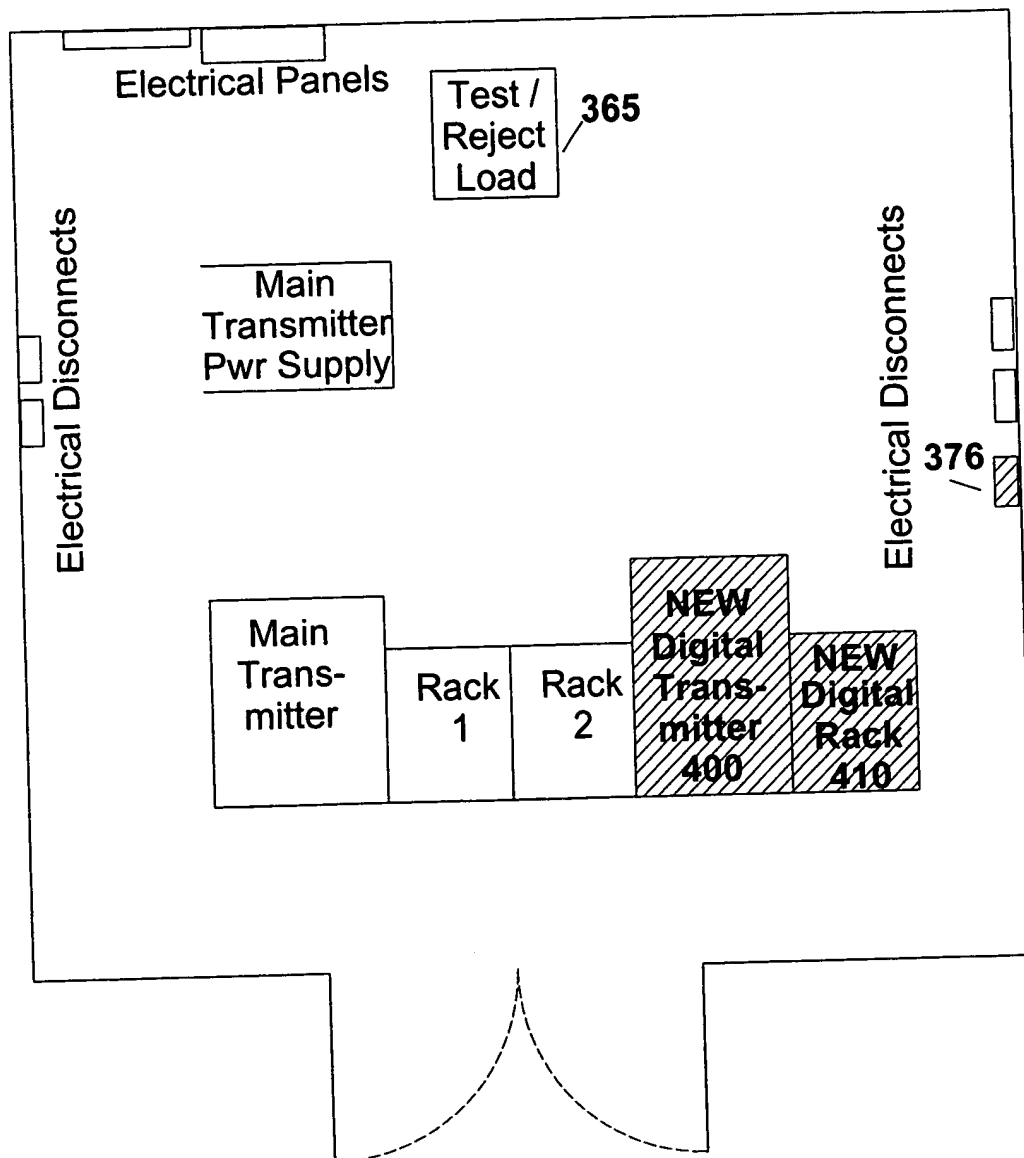 Electrical Panels
Test /
Reject
Load
365
Electrical Disconnects
Main
Transmitter
Pwr Supply
Electrical Disconnects
376
Main
Trans-
mitter
Rack
1
Rack
2
NEW
Digital
Trans-
mitter
400
NEW
Digital
Rack
410